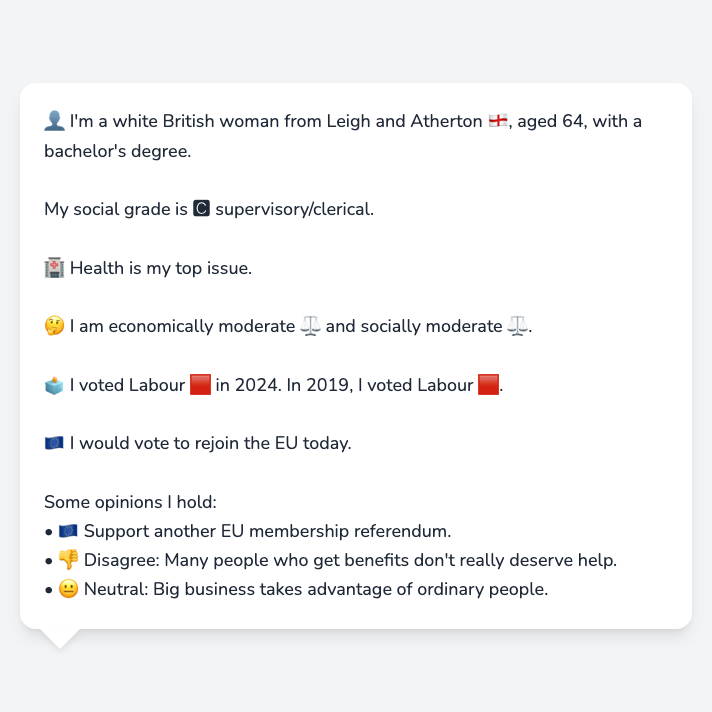 👤 I'm a white British woman from Leigh and Atherton 🏴󠁧󠁢󠁥󠁮󠁧󠁿, aged 64, with a
bachelor's degree.
My social grade is 🅲 supervisory/clerical.
🏥 Health is my top issue.
🤔 I am economically moderate ⚖️ and socially moderate ⚖️.
🗳️ I voted Labour 🟥 in 2024. In 2019, I voted Labour 🟥.
🇪🇺 I would vote to rejoin the EU today.
Some opinions I hold:
• 🇪🇺 Support another EU membership referendum.
• 👎 Disagree: Many people who get benefits don't really deserve help.
• 😐 Neutral: Big business takes advantage of ordinary people.